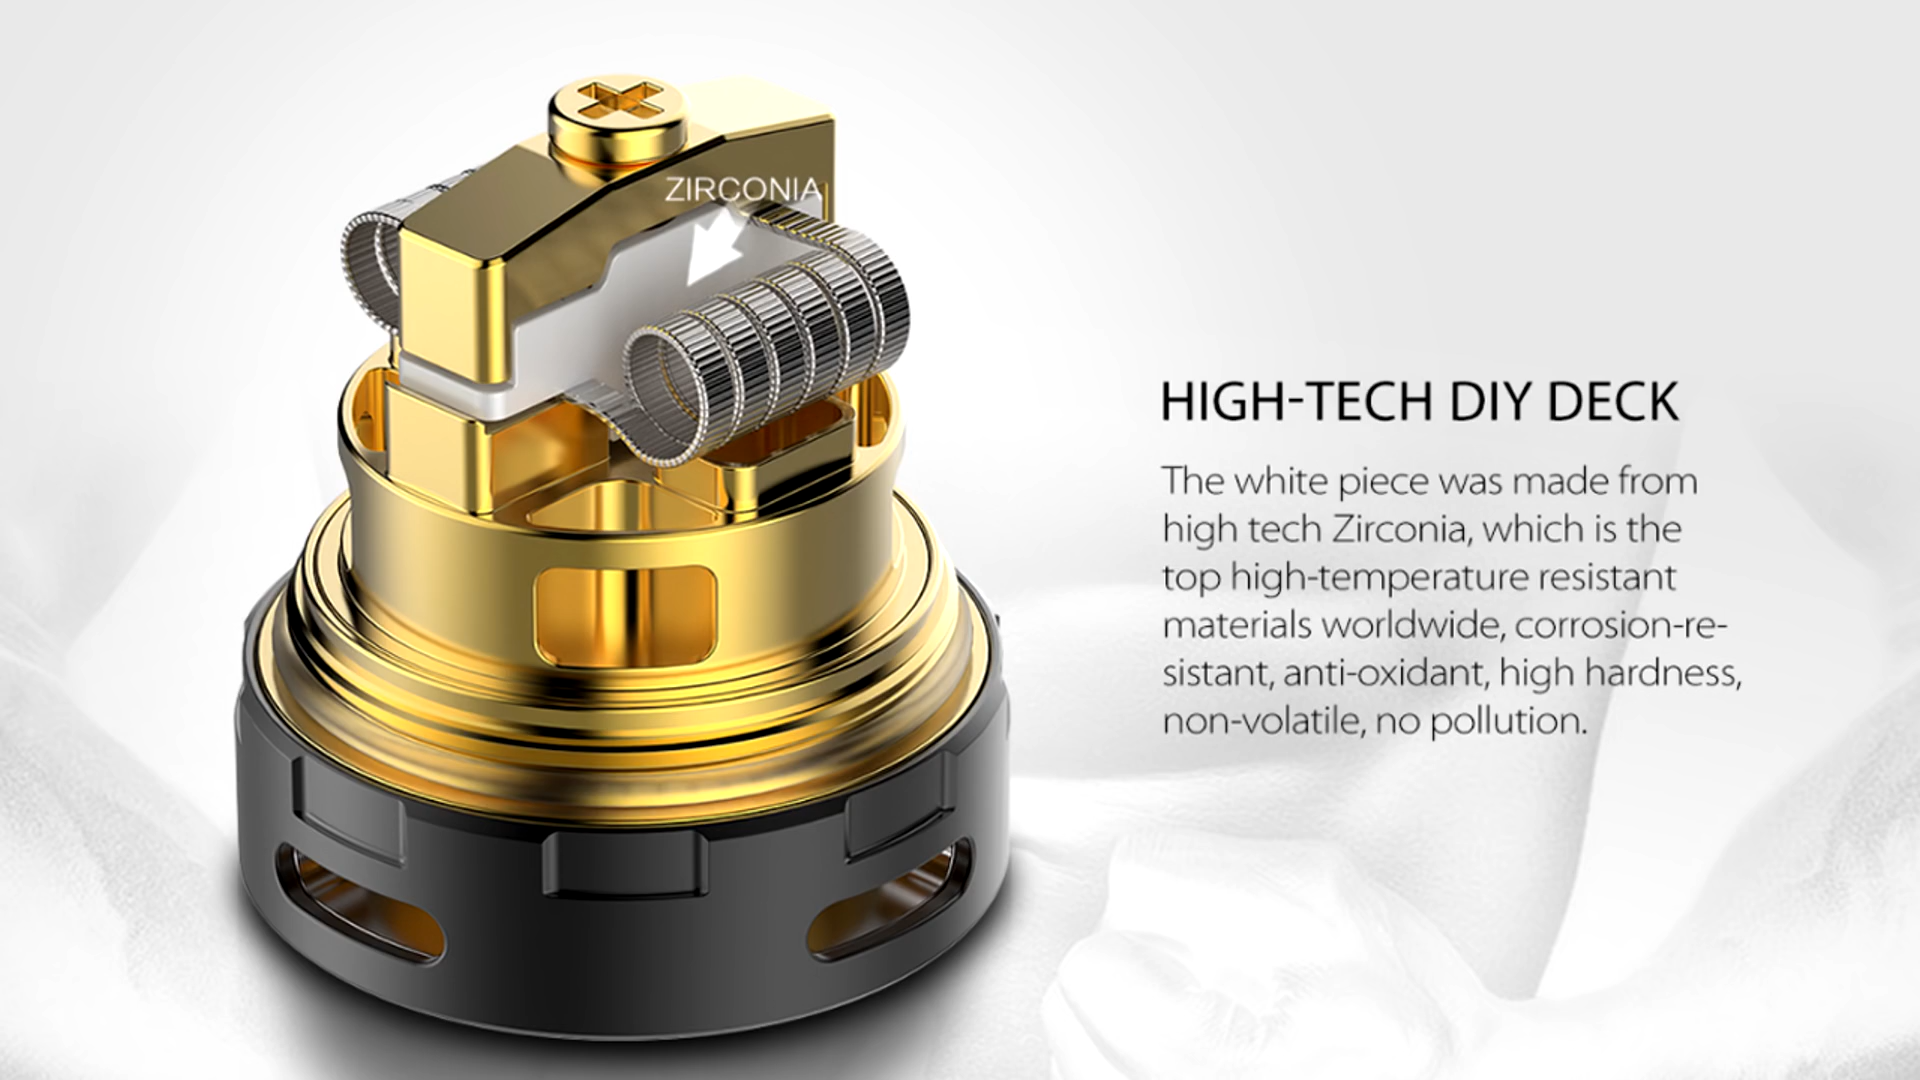 ZIRCONIA
HIGH-TECH DIY DECK
The white piece was made from
high tech Zirconia, which is the
top high-temperature resistant
materials worldwide, corrosion-re-
sistant, anti-oxidant, high hardness,
non-volatile, no pollution.